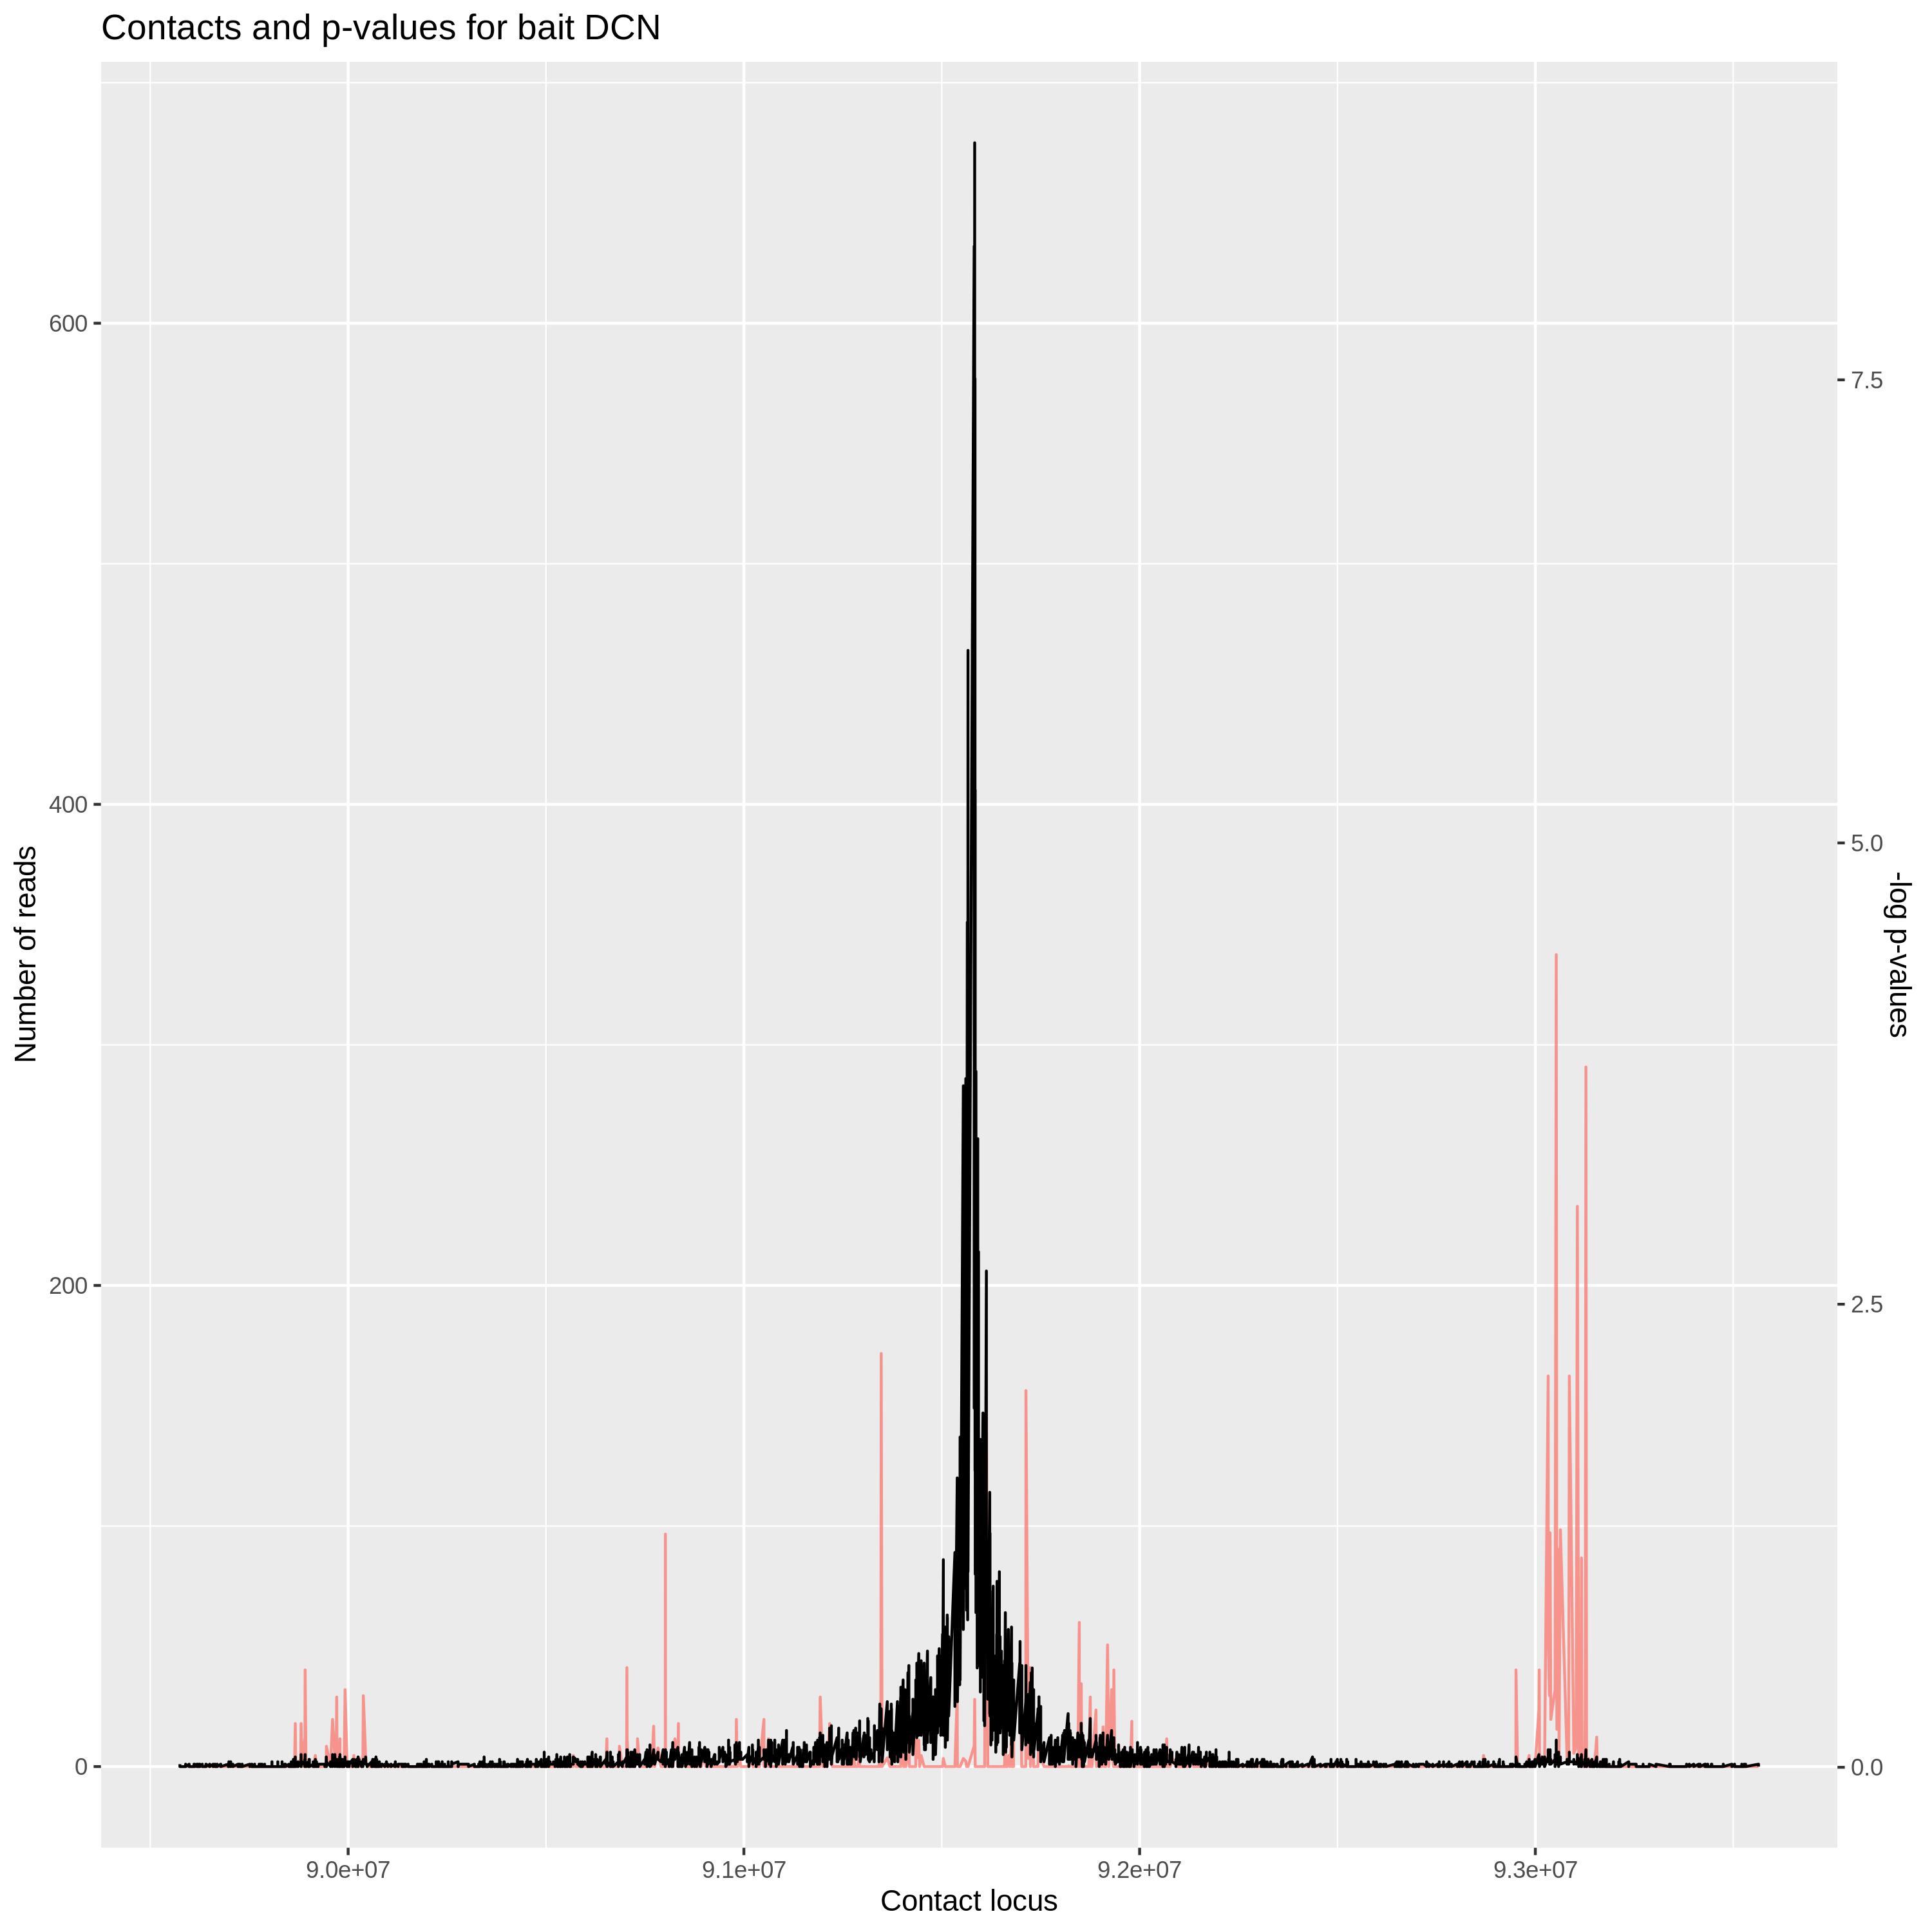 Contacts and p-values for bait DCN
600
400
200
0
Number of reads
7.5
5.0
2.5
0.0
-log p-values
9.0e+07 9.1e+07 9.2e+07 9.3e+07
Contact locus